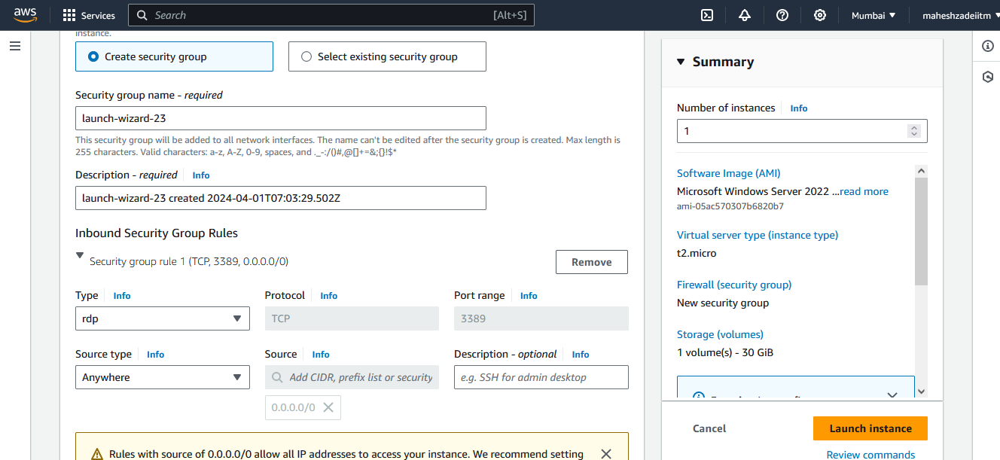 aws
Services
Search
[Alt+S]
Mumbai
maheshzadeiitm
instance.
Create security group
Select existing security group
Security group name - required
launch-wizard-23
This security group will be added to all network interfaces. The name can't be edited after the security group is created. Max length is
255 characters. Valid characters: a-z, A-Z, 0-9, spaces, and ._-:/()#,@[]+=&;{}!$*
Description - required
Info
launch-wizard-23 created 2024-04-01T07:03:29.502Z
Inbound Security Group Rules
Security group rule 1 (TCP, 3389, 0.0.0.0/0)
Remove
Type
Info
Protocol
Info
Port range
Info
rdp
TCP
3389
Source type
Info
Source
Info
Description - optional
Info
Anywhere
Add CIDR, prefix list or security
e.g. SSH for admin desktop
0.0.0.0/0
Rules with source of 0.0.0.0/0 allow all IP addresses to access your instance. We recommend setting
Summary
Number of instances
Info
1
Software Image (AMI)
Microsoft Windows Server 2022 ...read more
ami-05ac570307b6820b7
Virtual server type (instance type)
t2.micro
Firewall (security group)
New security group
Storage (volumes)
1 volume(s) - 30 GiB
Cancel
Launch instance
Review commands